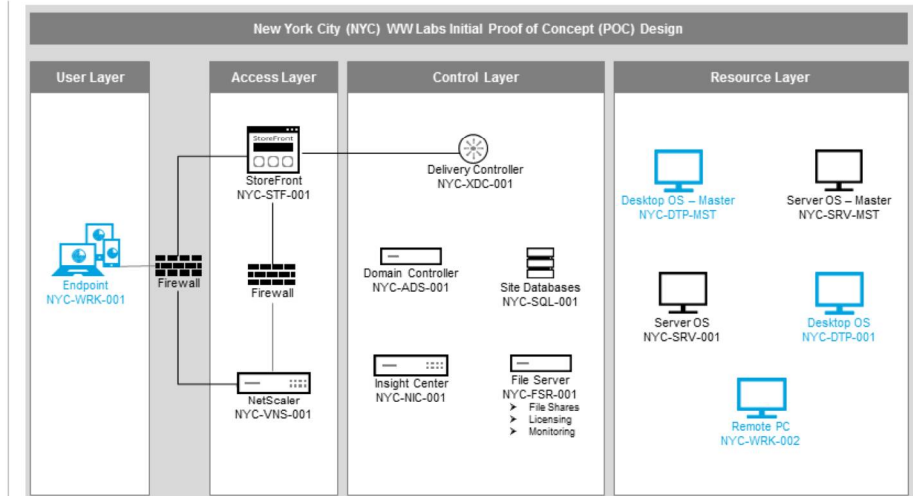 New York City (NYC) WW Labs Initial Proof of Concept (POC) Design
User Layer
Access Layer
Control Layer
Resource Layer
StoreFront
StoreFront
NYC-STF-001
Delivery Controller
NYC-XDC-001
Desktop OS – Master
NYC-DTP-MST
Server OS – Master
NYC-SRV-MST
Endpoint
NYC-WRK-001
Firewall
Firewall
Domain Controller
NYC-ADS-001
Site Databases
NYC-SQL-001
Server OS
NYC-SRV-001
Desktop OS
NYC-DTP-001
NetScaler
NYC-VNS-001
Insight Center
NYC-NIC-001
File Server
NYC-FSR-001
➤ File Shares
➤ Licensing
➤ Monitoring
Remote PC
NYC-WRK-002